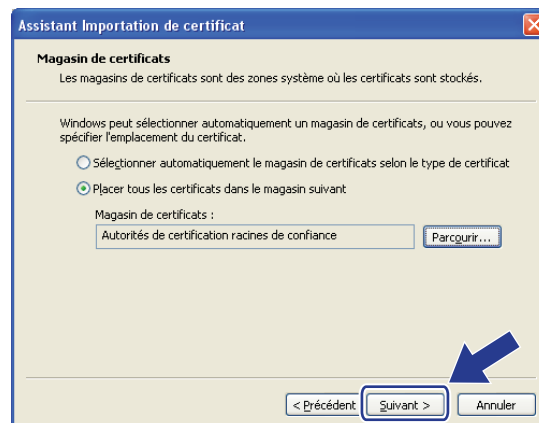 Assistant Importation de certificat
Magasin de certificats
Les magasins de certificats sont des zones système où les certificats sont stockés.
Windows peut sélectionner automatiquement un magasin de certificats, ou vous pouvez
spécifier l'emplacement du certificat.
Sélectionner automatiquement le magasin de certificats selon le type de certificat
Placer tous les certificats dans le magasin suivant
Magasin de certificats :
Autorités de certification racines de confiance
Parcourir...
< Précédent
Suivant >
Annuler